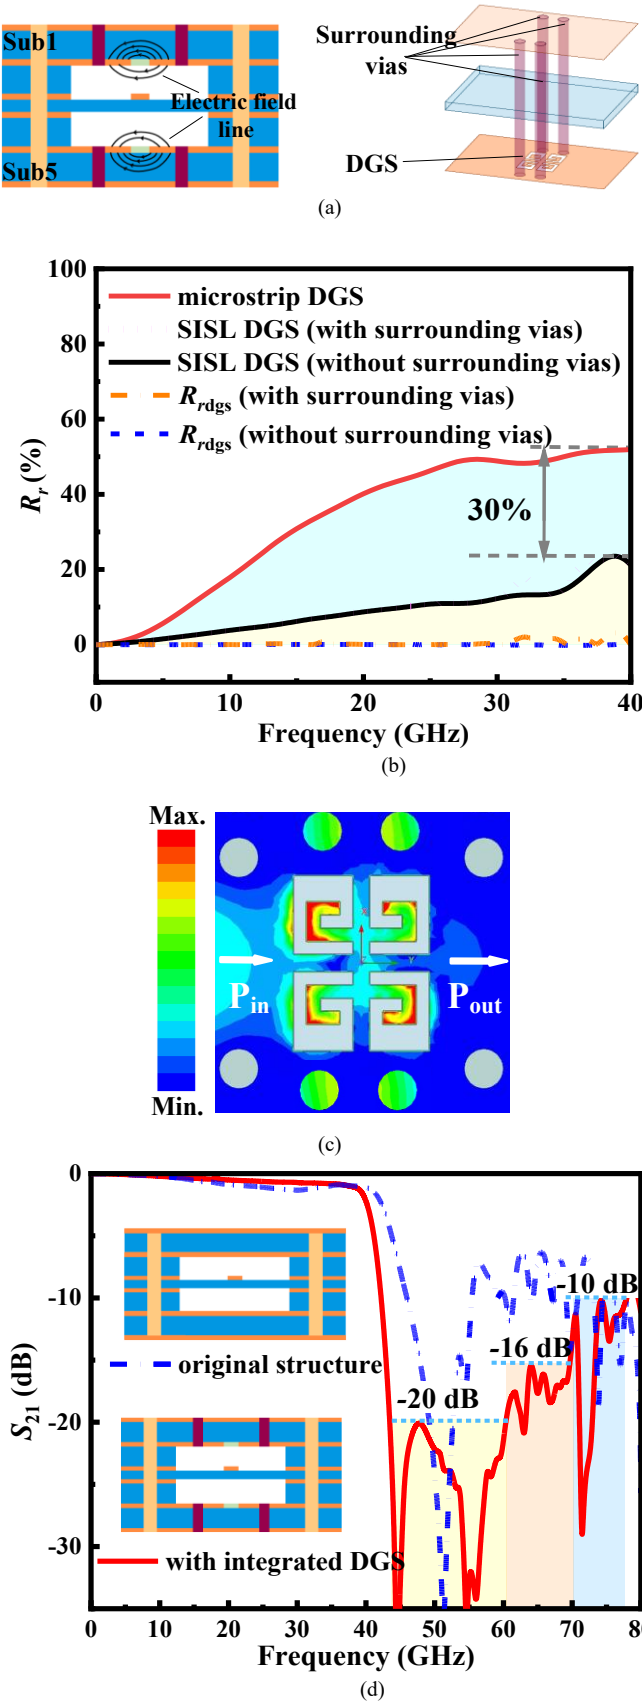 Sub1
Electric field
line
Sub5
Surrounding
vias
DGS
(a)
100
80
60
40
20
0
R_r (%)
microstrip DGS
SISL DGS (with surrounding vias)
SISL DGS (without surrounding vias)
R_rdgs (with surrounding vias)
R_rdgs (without surrounding vias)
30%
0 10 20 30 40
Frequency (GHz)
(b)
Max.
Min.
P_in
P_out
X
Z
Y
(c)
0
-10
-20
-30
S_21 (dB)
original structure
with integrated DGS
-20 dB
-16 dB
-10 dB
0 10 20 30 40 50 60 70 80
Frequency (GHz)
(d)